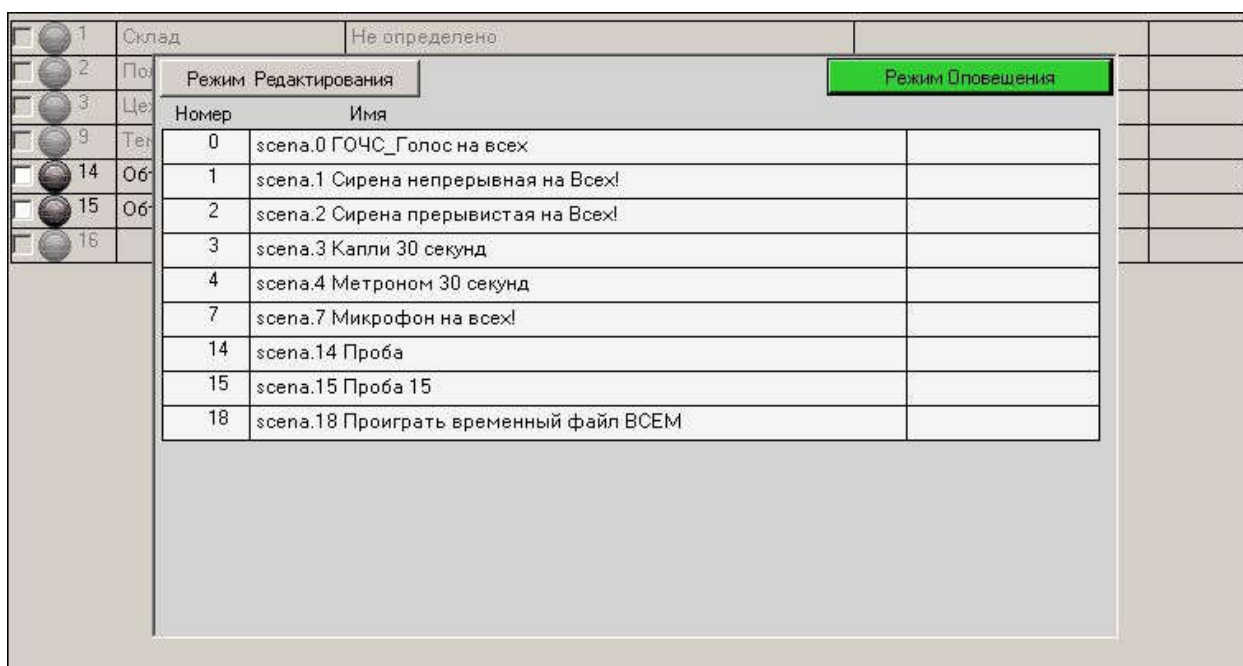 1 Склад Не определено
2
Режим Редактирования Режим Оповещения
3
Номер Имя
9
0 scena.0 ГОЧС_Голос на всех
14
1 scena.1 Сирена непрерывная на Всех!
15
2 scena.2 Сирена прерывистая на Всех!
16
3 scena.3 Капли 30 секунд
4 scena.4 Метроном 30 секунд
7 scena.7 Микрофон на всех!
14 scena.14 Проба
15 scena.15 Проба 15
18 scena.18 Проиграть временный файл ВСЕМ